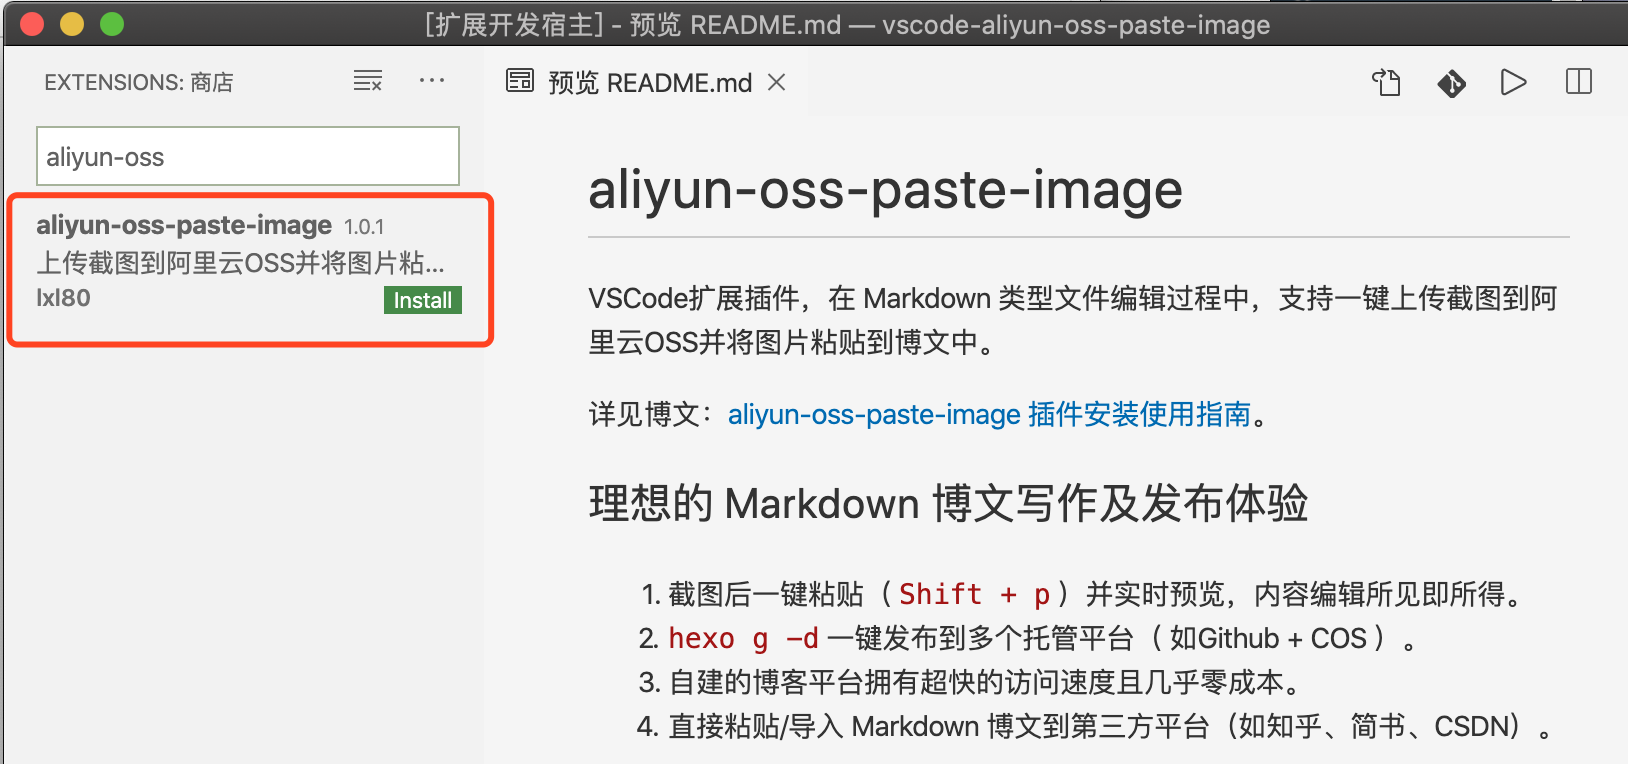 [扩展开发宿主] - 预览 README.md — vscode-aliyun-oss-paste-image
EXTENSIONS: 商店
aliyun-oss
aliyun-oss-paste-image 1.0.1
上传截图到阿里云OSS并将图片粘...
lxl80
Install
预览 README.md
aliyun-oss-paste-image
VSCode扩展插件，在 Markdown 类型文件编辑过程中，支持一键上传截图到阿
里云OSS并将图片粘贴到博文中。
详见博文：aliyun-oss-paste-image 插件安装使用指南。
理想的 Markdown 博文写作及发布体验
1. 截图后一键粘贴（ Shift + p ）并实时预览，内容编辑所见即所得。
2. hexo g -d 一键发布到多个托管平台（ 如Github + COS ）。
3. 自建的博客平台拥有超快的访问速度且几乎零成本。
4. 直接粘贴/导入 Markdown 博文到第三方平台（如知乎、简书、CSDN）。